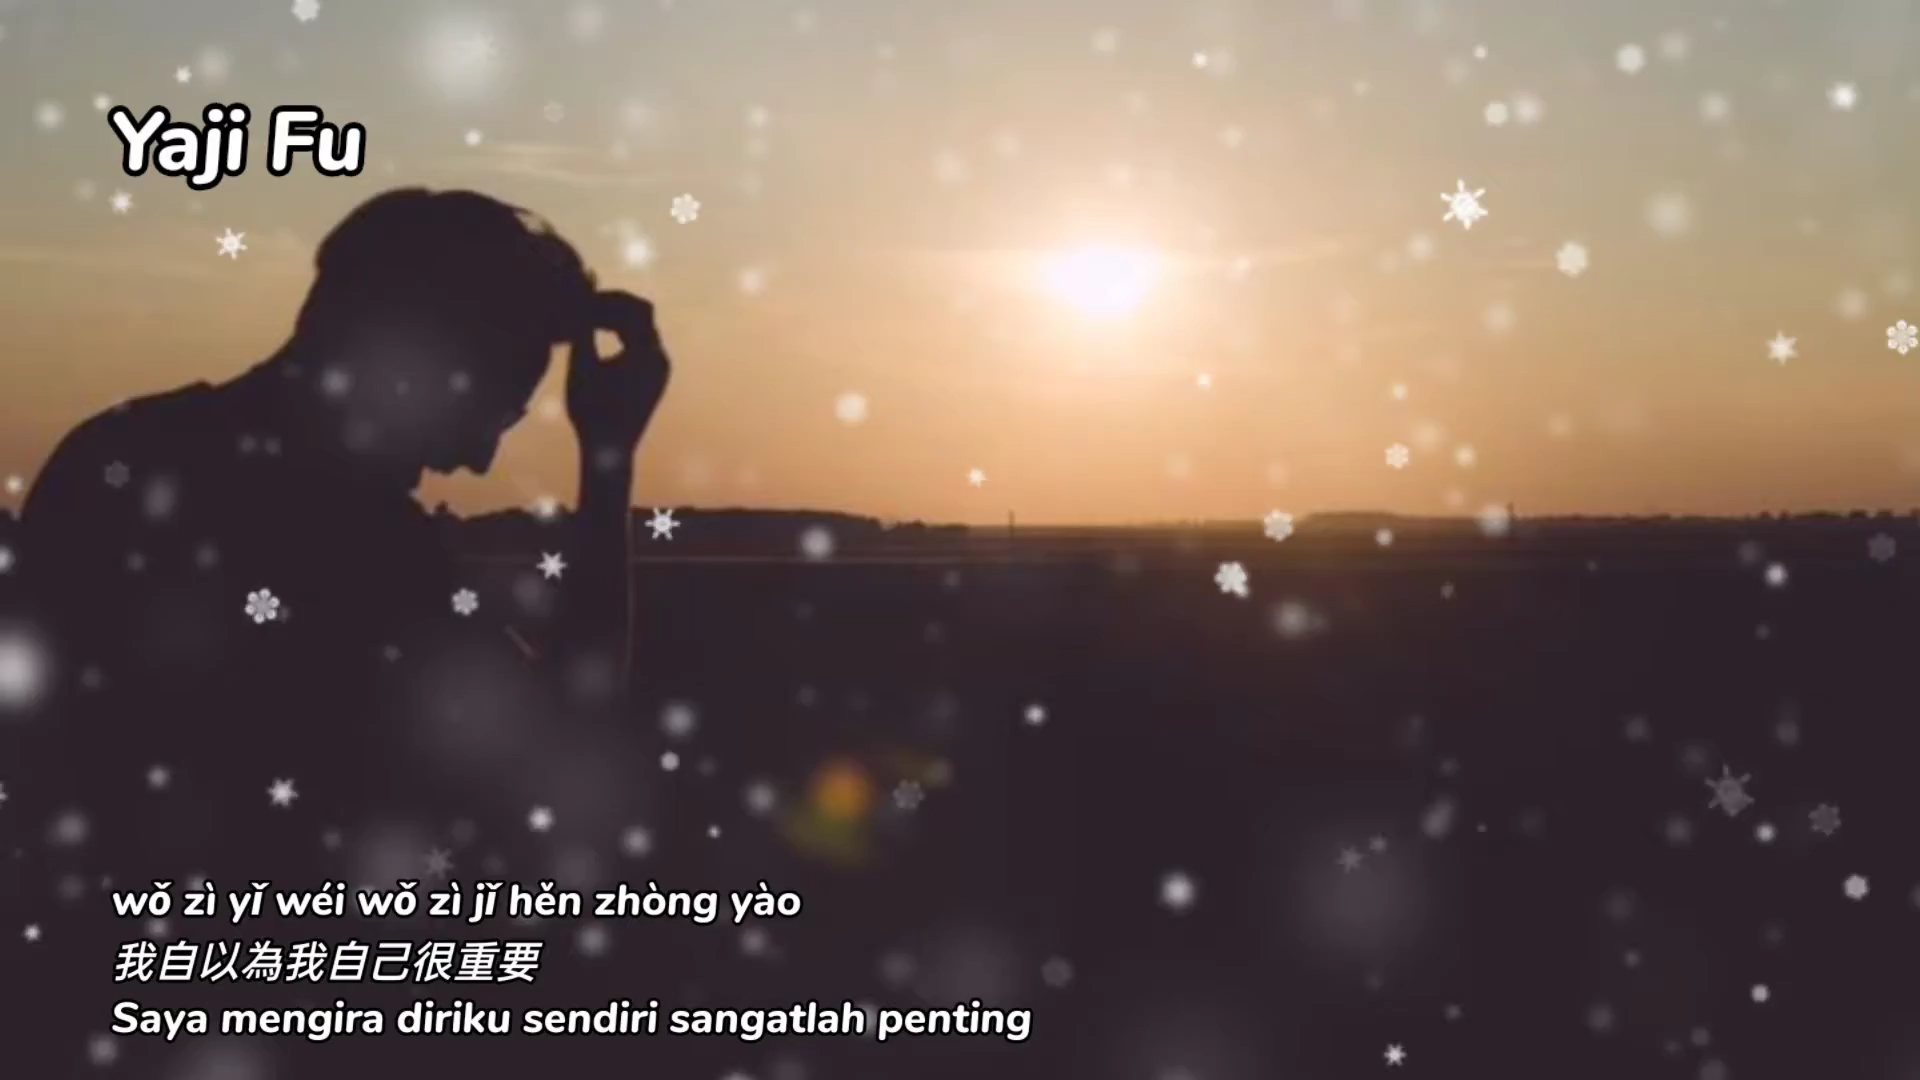 Yaji Fu
wǒ zì yǐ wéi wǒ zì jǐ hěn zhòng yào
我自以為我自己很重要
Saya mengira diriku sendiri sangatlah penting